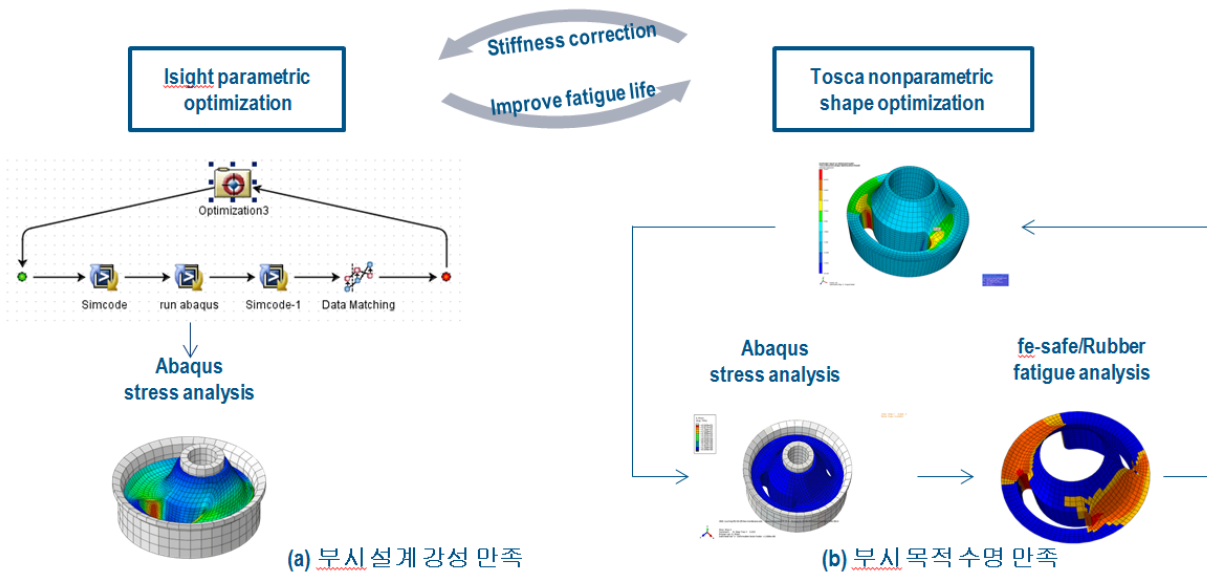 Stiffness correction
Improve fatigue life
Isight parametric
optimization
Tosca nonparametric
shape optimization
Optimization3
Simcode
run abaqus
Simcode-1
Data Matching
Abaqus
stress analysis
(a) 부시 설계 강성 만족
Abaqus
stress analysis
fe-safe/Rubber
fatigue analysis
(b) 부시 목적 수명 만족